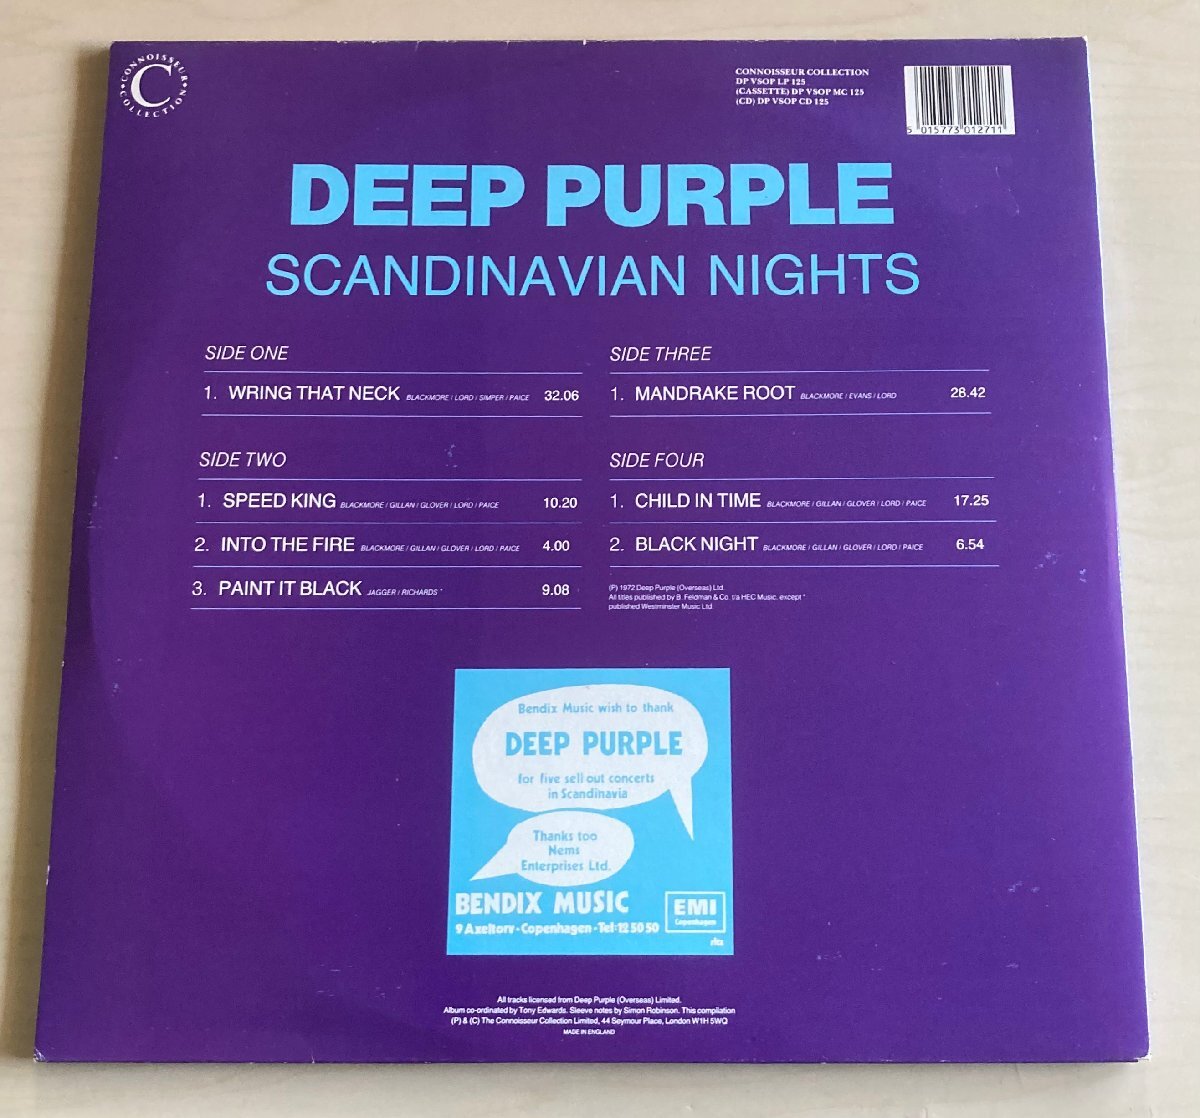 CONNOISSEUR COLLECTION
C
CONNOISSEUR COLLECTION
DP VSOP LP 125
(CASSETTE) DP VSOP MC 125
(CD) DP VSOP CD 125
5 015773 012711
DEEP PURPLE
SCANDINAVIAN NIGHTS
SIDE ONE
1. WRING THAT NECK BLACKMORE / LORD / SIMPER / PAICE 32.06
SIDE TWO
1. SPEED KING BLACKMORE / GILLAN / GLOVER / LORD / PAICE 10.20
2. INTO THE FIRE BLACKMORE / GILLAN / GLOVER / LORD / PAICE 4.00
3. PAINT IT BLACK JAGGER / RICHARDS * 9.08
SIDE THREE
1. MANDRAKE ROOT BLACKMORE / EVANS / LORD 28.42
SIDE FOUR
1. CHILD IN TIME BLACKMORE / GILLAN / GLOVER / LORD / PAICE 17.25
2. BLACK NIGHT BLACKMORE / GILLAN / GLOVER / LORD / PAICE 6.54
(P) 1972 Deep Purple (Overseas) Ltd.
All titles published by B. Feldman & Co. t/a HEC Music, except *
published Westminster Music Ltd.
Bendix Music wish to thank
DEEP PURPLE
for five sell out concerts
in Scandinavia
Thanks too
Nems
Enterprises Ltd.
BENDIX MUSIC
9 Axeltorv - Copenhagen - Tel: 12 50 50
EMI
Copenhagen
All tracks licensed from Deep Purple (Overseas) Limited.
Album co-ordinated by Tony Edwards. Sleeve notes by Simon Robinson. This compilation
(P) & (C) The Connoisseur Collection Limited, 44 Seymour Place, London W1H 5WQ
MADE IN ENGLAND